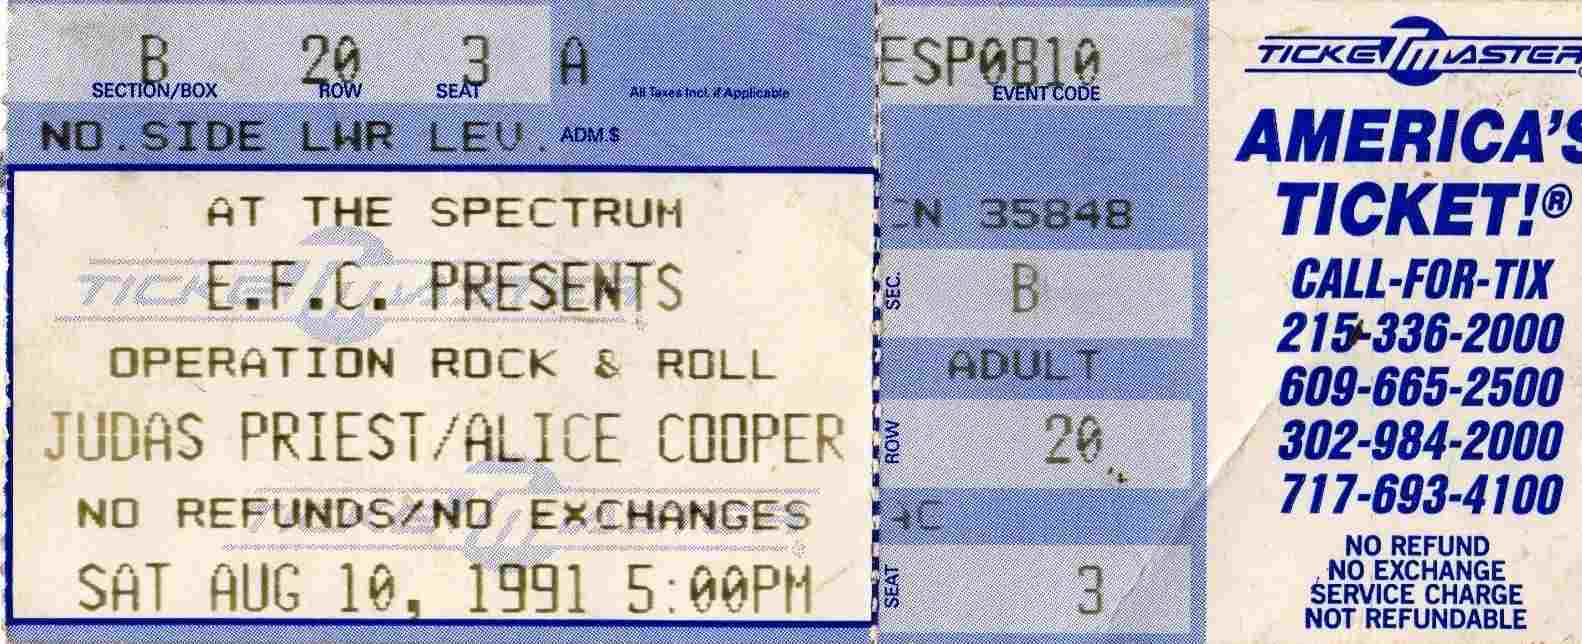 B 20 3 A
SECTION/BOX ROW SEAT All Taxes Incl. if Applicable
NO. SIDE LWR LEV. ADM.$
AT THE SPECTRUM
E.F.C. PRESENTS
OPERATION ROCK & ROLL
JUDAS PRIEST/ALICE COOPER
NO REFUNDS/NO EXCHANGES
SAT AUG 10, 1991 5:00PM
ESP0810
EVENT CODE
CN 35848
SEC. B
ADULT
ROW 20
AC
SEAT 3
TICKETMASTER
AMERICA'S
TICKET!®
CALL-FOR-TIX
215-336-2000
609-665-2500
302-984-2000
717-693-4100
NO REFUND
NO EXCHANGE
SERVICE CHARGE
NOT REFUNDABLE